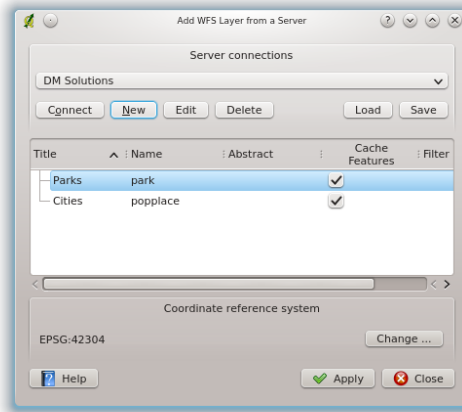 Add WFS Layer from a Server
Server connections
DM Solutions
Connect New Edit Delete Load Save
Title Name Abstract Cache Features Filter
Parks park
Cities popplace
Coordinate reference system
EPSG:42304 Change ...
Help Apply Close